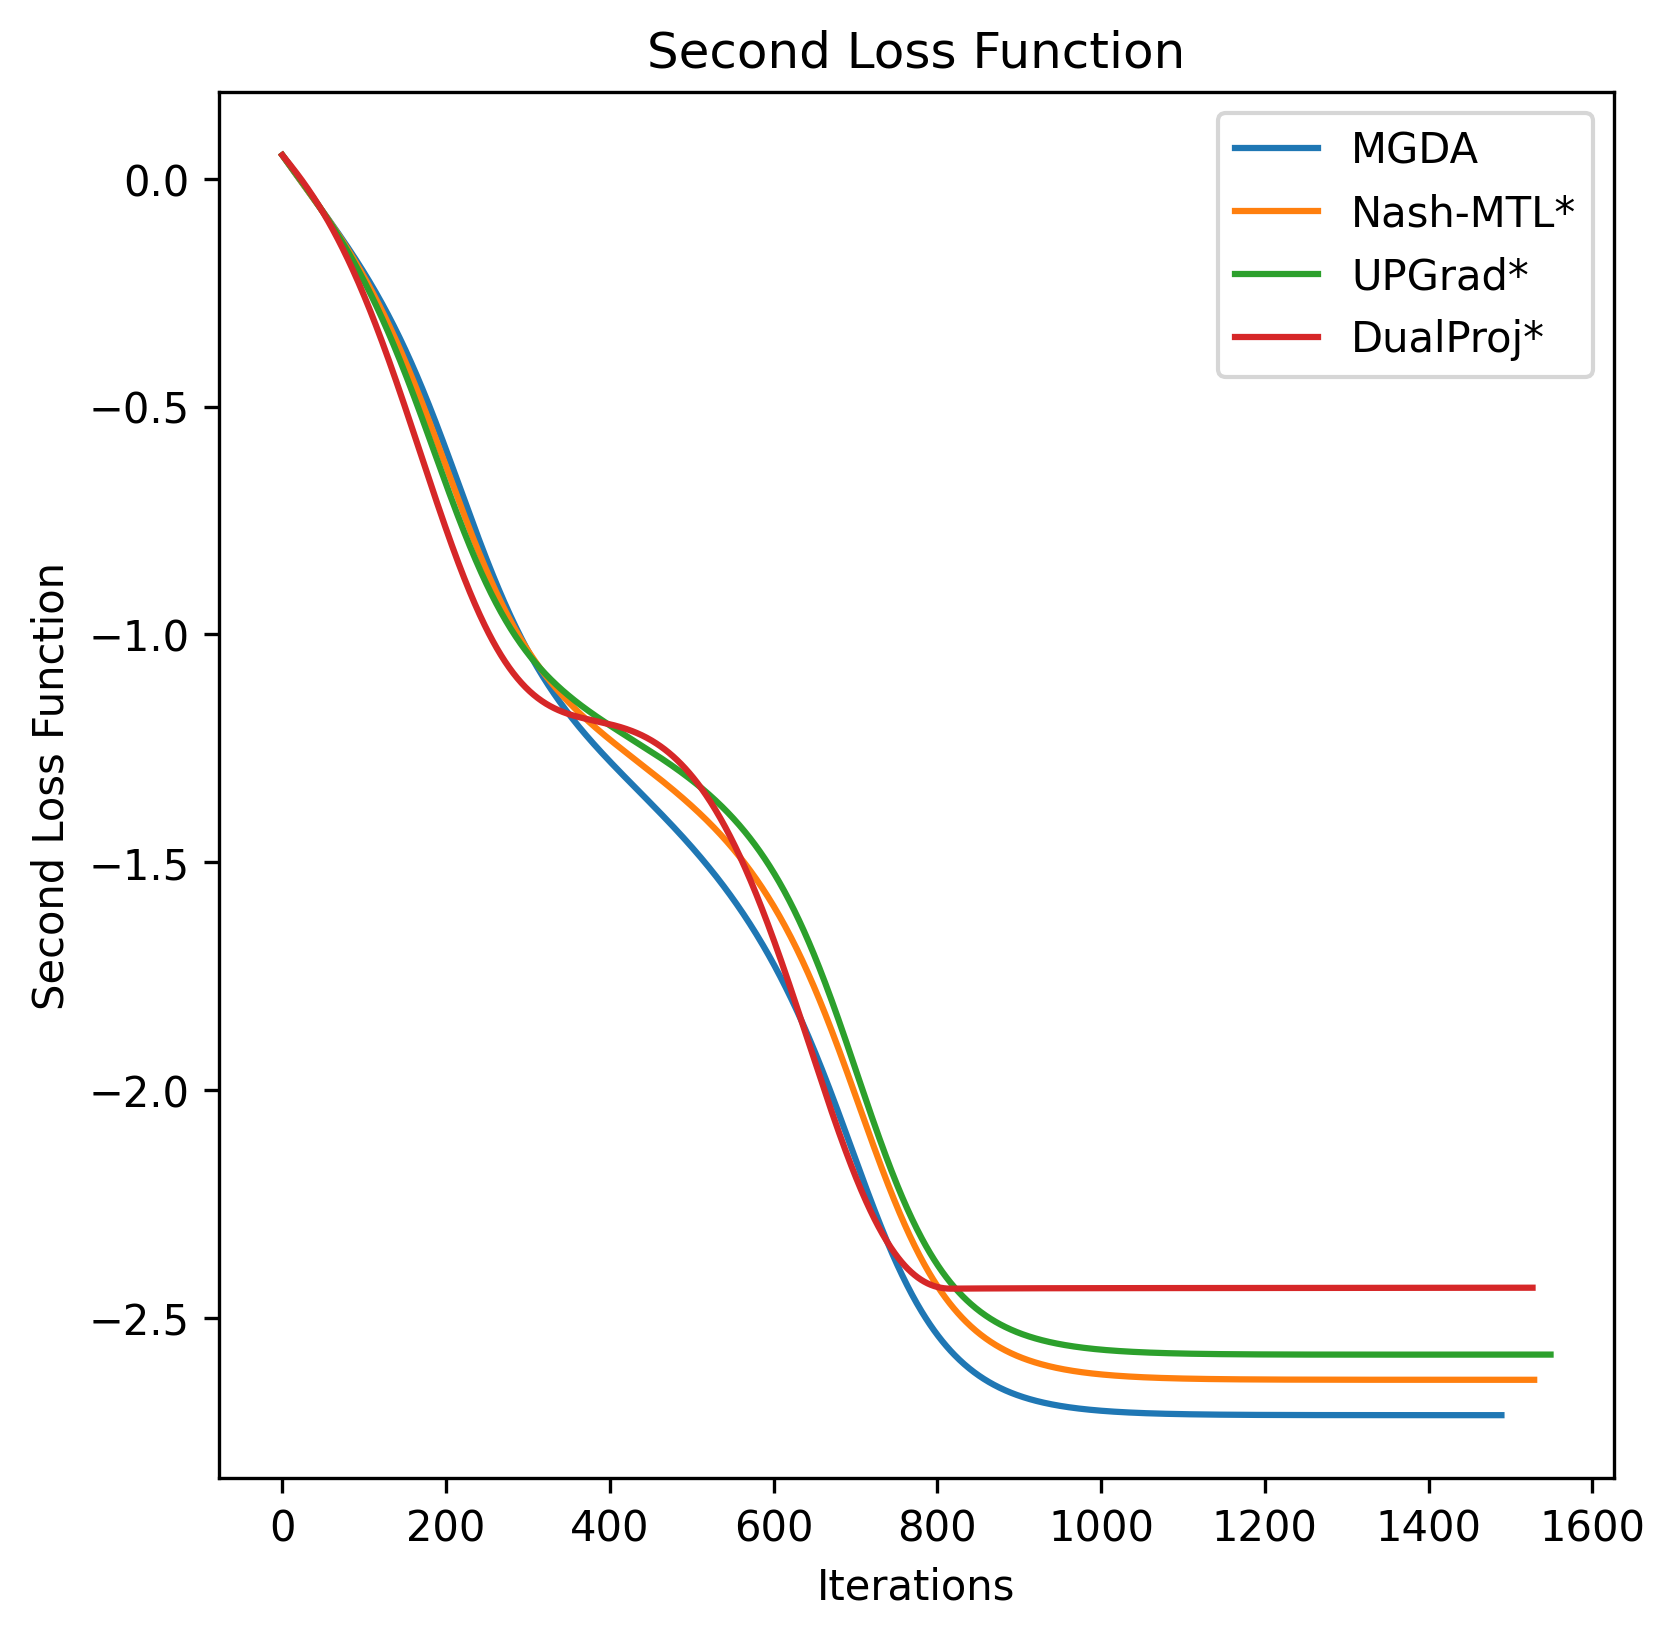 Second Loss Function
MGDA
Nash-MTL*
UPGrad*
DualProj*
Second Loss Function
0.0
−0.5
−1.0
−1.5
−2.0
−2.5
0 200 400 600 800 1000 1200 1400 1600
Iterations